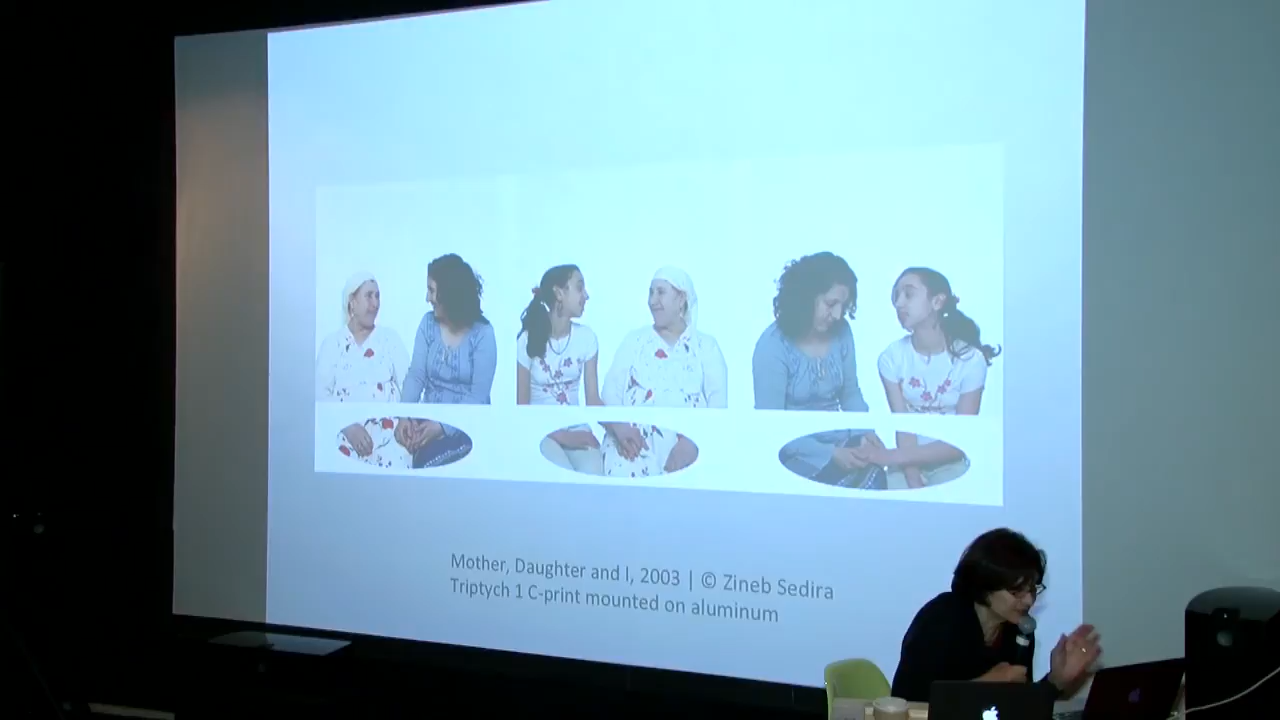 Mother, Daughter and I, 2003 | © Zineb Sedira
Triptych 1 C-print mounted on aluminum